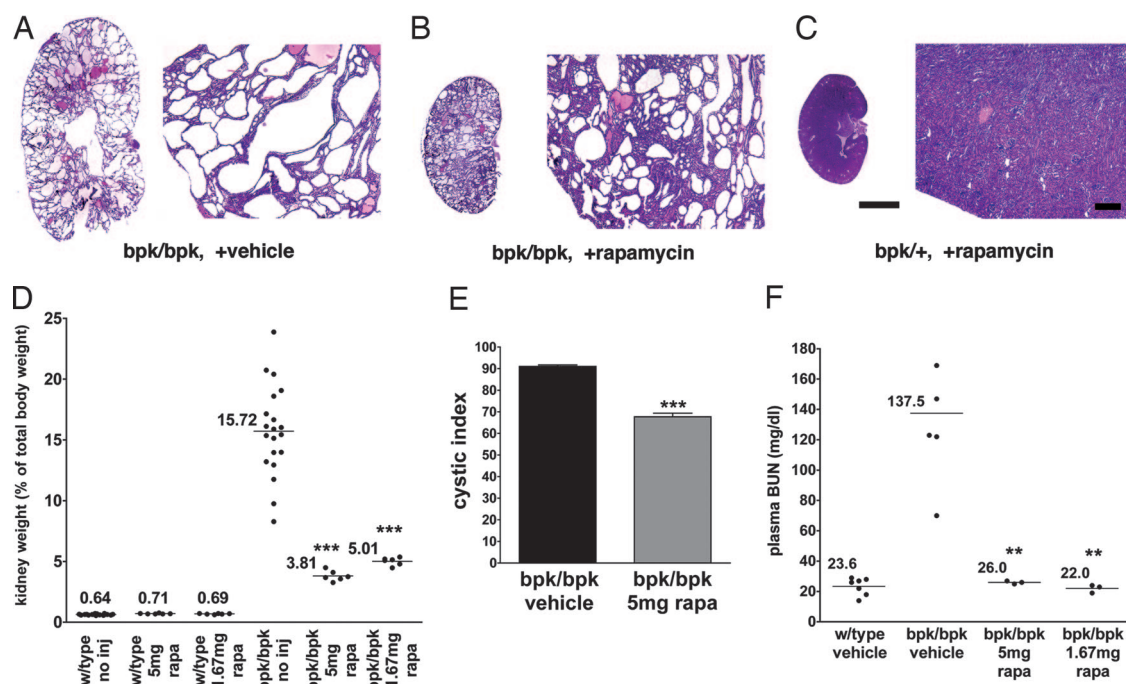 A
B
C
bpk/bpk, +vehicle
bpk/bpk, +rapamycin
bpk/+, +rapamycin
D
kidney weight (% of total body weight)
25
20
15
10
5
0
0.64
0.71
0.69
15.72
***
3.81
***
5.01
w/type
no inj
w/type
5mg
rapa
w/type
1.67mg
rapa
bpk/bpk
no inj
bpk/bpk
5mg
rapa
bpk/bpk
1.67mg
rapa
E
cystic index
100
90
80
70
60
50
40
30
20
10
0
***
bpk/bpk
vehicle
bpk/bpk
5mg rapa
F
plasma BUN (mg/dl)
180
160
140
120
100
80
60
40
20
0
23.6
137.5
**
26.0
**
22.0
w/type
vehicle
bpk/bpk
vehicle
bpk/bpk
5mg
rapa
bpk/bpk
1.67mg
rapa